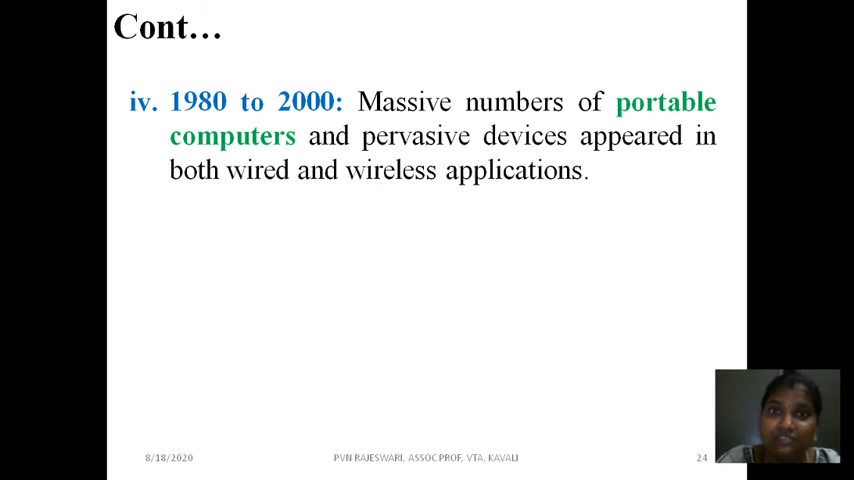 Cont...
iv. 1980 to 2000: Massive numbers of portable
computers and pervasive devices appeared in
both wired and wireless applications.
8/18/2020 PVN RAJESWARI, ASSOC PROF, VTA, KAVALI 24